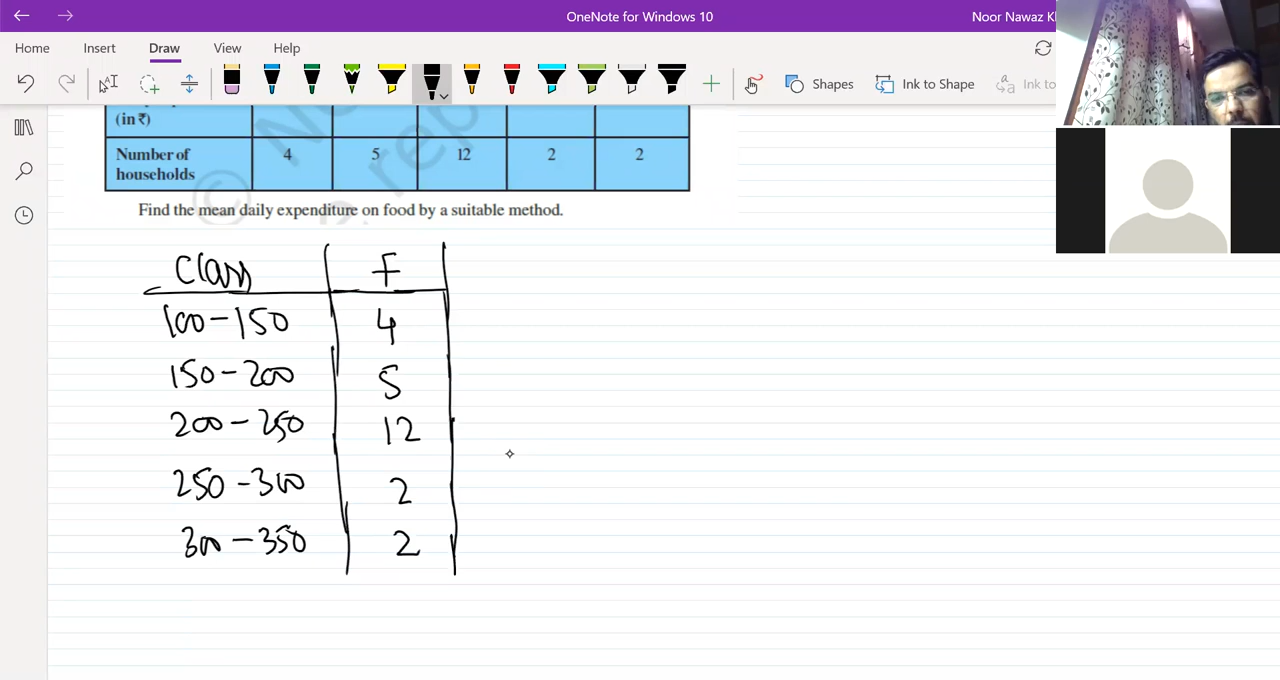 OneNote for Windows 10
Noor Nawaz K
Home Insert Draw View Help
Shapes Ink to Shape Ink to
(in ₹)
Number of households 4 5 12 2 2
Find the mean daily expenditure on food by a suitable method.
Class F
100-150 4
150-200 5
200-250 12
250-300 2
300-350 2